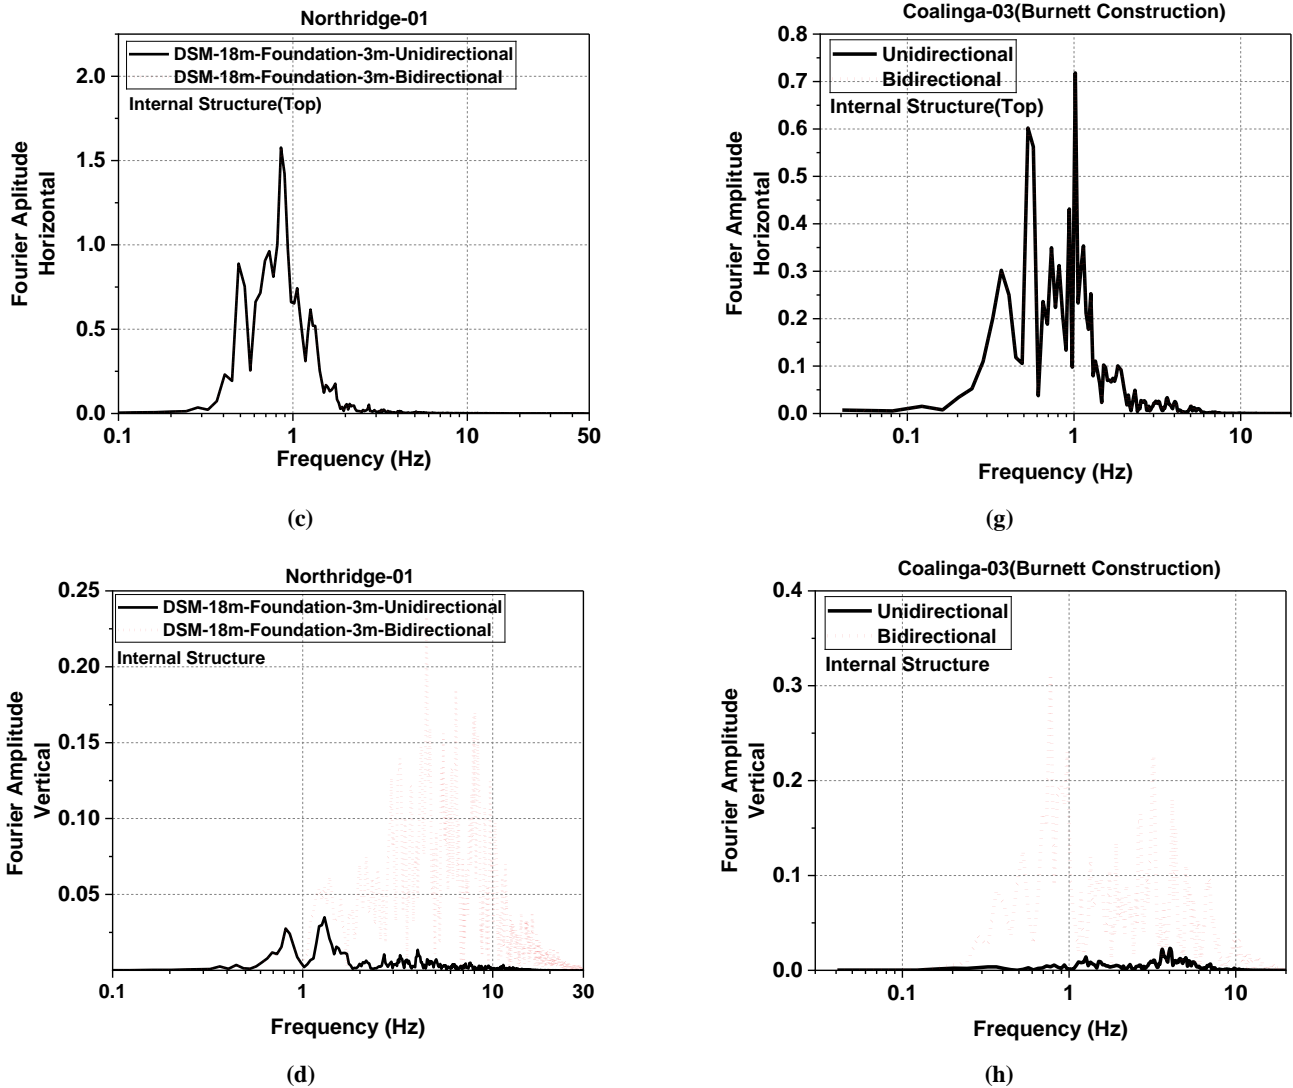 Northridge-01
DSM-18m-Foundation-3m-Unidirectional
DSM-18m-Foundation-3m-Bidirectional
Internal Structure(Top)
Fourier Aplitude
Horizontal
2.0
1.5
1.0
0.5
0.0
0.1
1
10
50
Frequency (Hz)
(c)
Coalinga-03(Burnett Construction)
Unidirectional
Bidirectional
Internal Structure(Top)
Fourier Amplitude
Horizontal
0.8
0.7
0.6
0.5
0.4
0.3
0.2
0.1
0.0
0.1
1
10
Frequency (Hz)
(g)
Northridge-01
DSM-18m-Foundation-3m-Unidirectional
DSM-18m-Foundation-3m-Bidirectional
Internal Structure
Fourier Amplitude
Vertical
0.25
0.20
0.15
0.10
0.05
0.0
0.1
1
10
30
Frequency (Hz)
(d)
Coalinga-03(Burnett Construction)
Unidirectional
Bidirectional
Internal Structure
Fourier Amplitude
Vertical
0.4
0.3
0.2
0.1
0.0
0.1
1
10
Frequency (Hz)
(h)